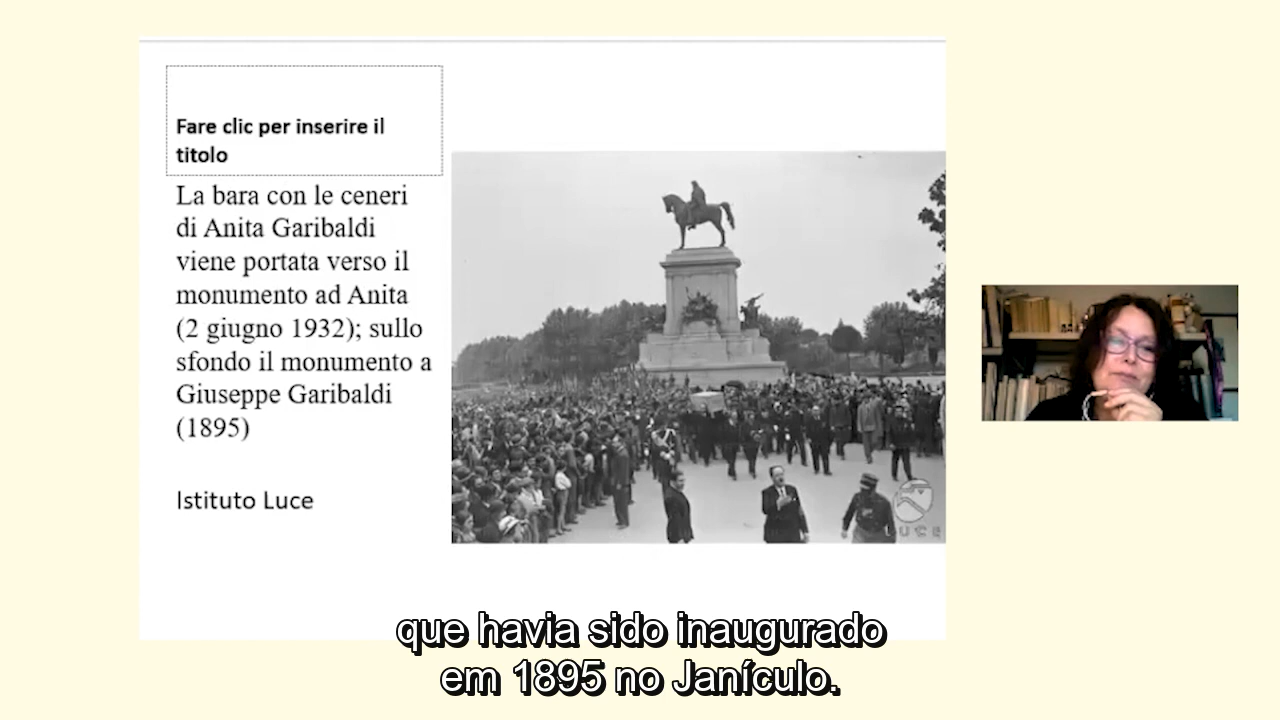 Fare clic per inserire il
titolo
La bara con le ceneri
di Anita Garibaldi
viene portata verso il
monumento ad Anita
(2 giugno 1932); sullo
sfondo il monumento a
Giuseppe Garibaldi
(1895)
Istituto Luce
LUCE
que havia sido inaugurado
em 1895 no Janículo.